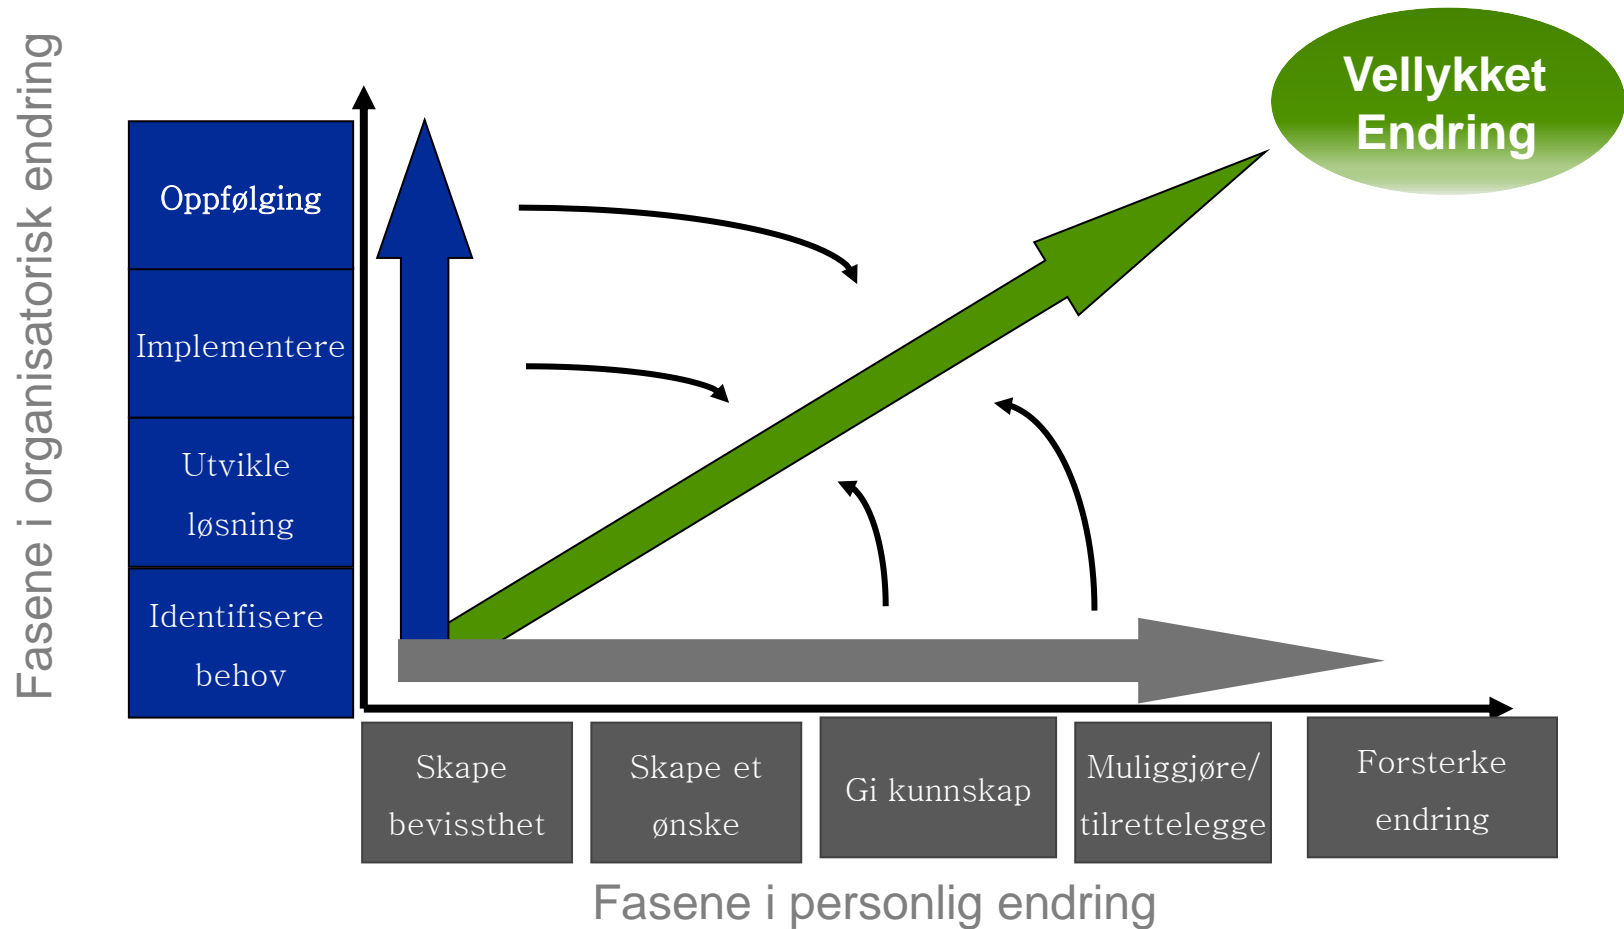 Fasene i organisatorisk endring
Vellykket
Endring
Oppfølging
Implementere
Utvikle
løsning
Identifisere
behov
Skape
bevissthet
Skape et
ønske
Gi kunnskap
Muliggjøre/
tilrettelegge
Forsterke
endring
Fasene i personlig endring